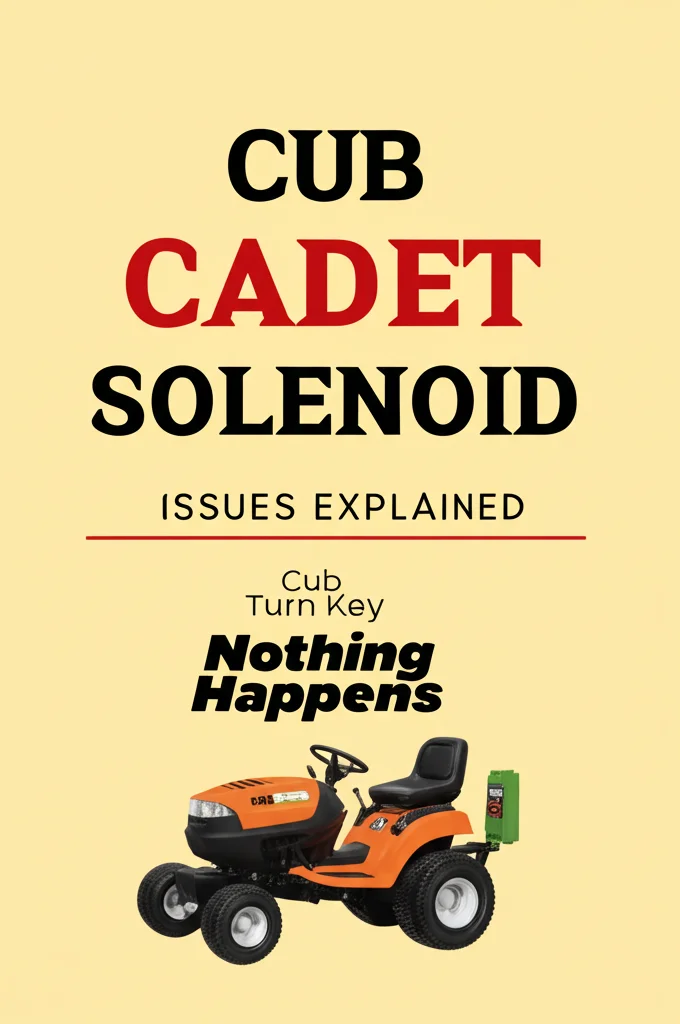 CUB
CADET
SOLENOID
ISSUES EXPLAINED
Cub
Turn Key
Nothing
Happens